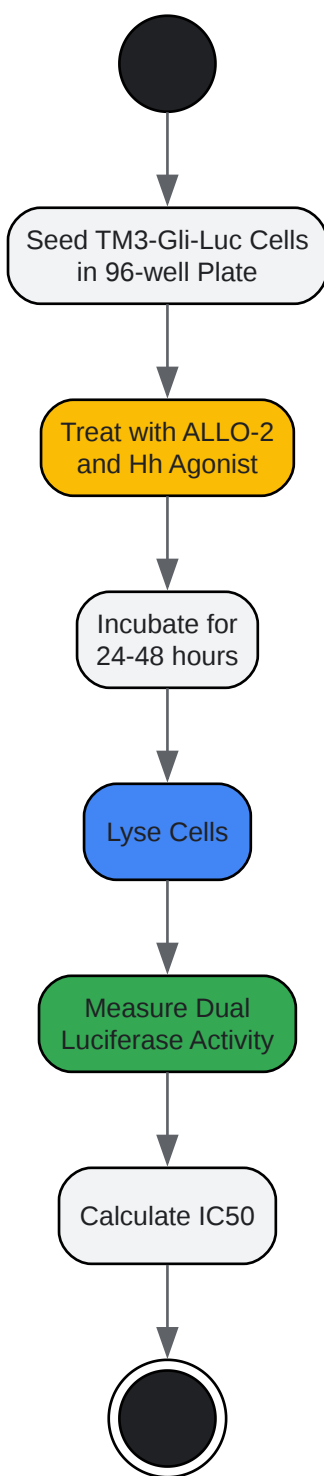 Seed TM3-Gli-Luc Cells
in 96-well Plate
Treat with ALLO-2
and Hh Agonist
Incubate for
24-48 hours
Lyse Cells
Measure Dual
Luciferase Activity
Calculate IC50